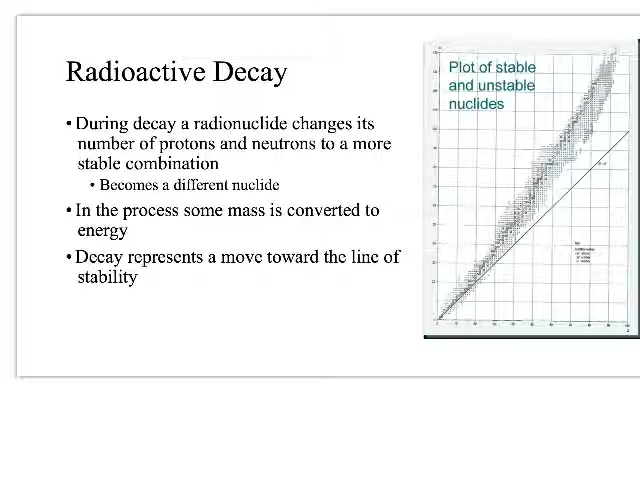 Radioactive Decay
• During decay a radionuclide changes its
number of protons and neutrons to a more
stable combination
• Becomes a different nuclide
• In the process some mass is converted to
energy
• Decay represents a move toward the line of
stability
Plot of stable
and unstable
nuclides